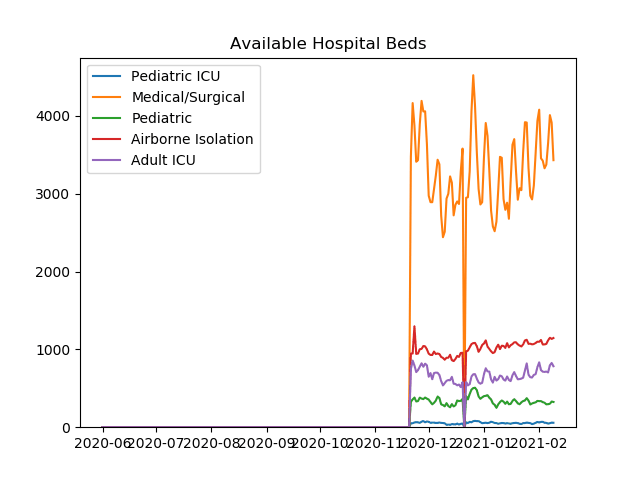 Available Hospital Beds
Pediatric ICU
Medical/Surgical
Pediatric
Airborne Isolation
Adult ICU
4000
3000
2000
1000
0
2020-06 2020-07 2020-08 2020-09 2020-10 2020-11 2020-12 2021-01 2021-02